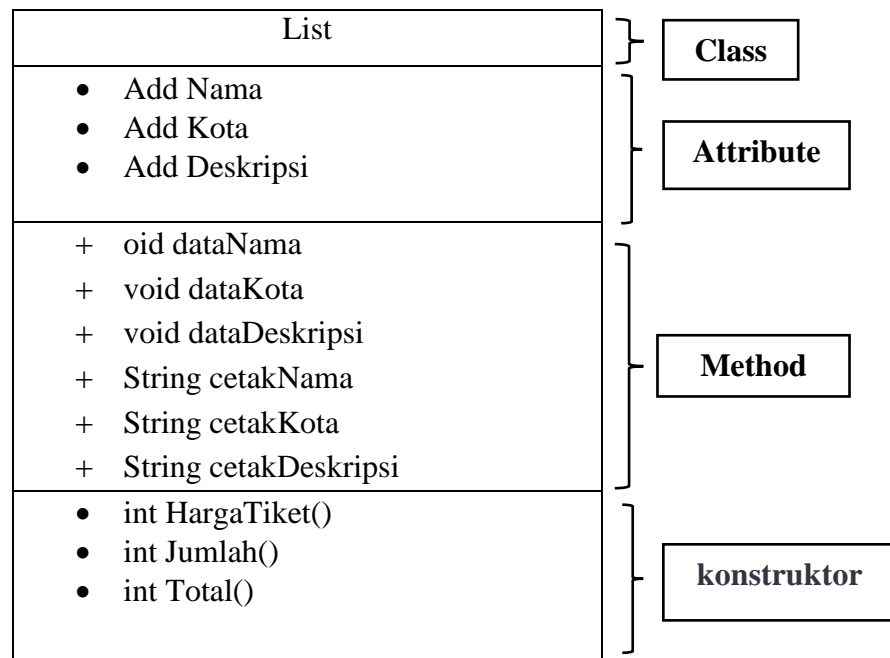 List
Class
• Add Nama
• Add Kota
• Add Deskripsi
Attribute
+ oid dataNama
+ void dataKota
+ void dataDeskripsi
+ String cetakNama
+ String cetakKota
+ String cetakDeskripsi
Method
• int HargaTiket()
• int Jumlah()
• int Total()
konstruktor